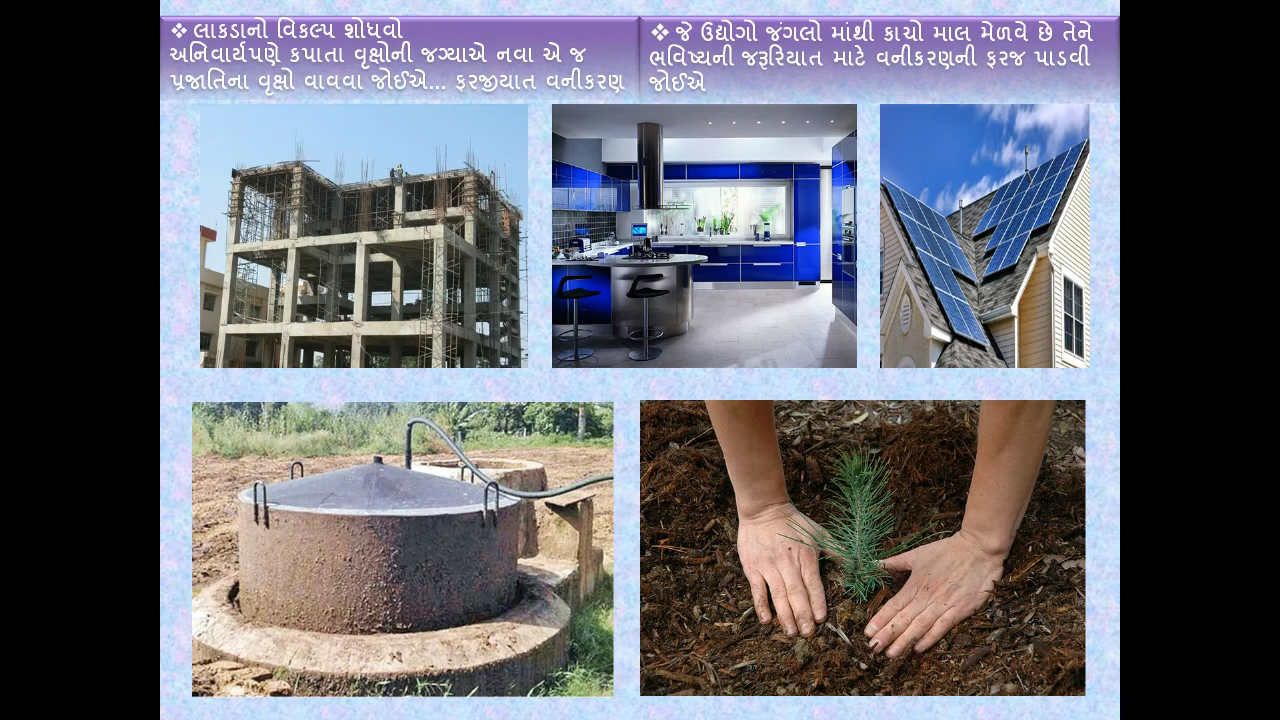 ❖ લાકડાનો વિકલ્પ શોધવો
અનિવાર્યપણે કપાતા વૃક્ષોની જગ્યાએ નવા એ જ
પ્રજાતિના વૃક્ષો વાવવા જોઈએ... ફરજીયાત વનીકરણ
❖ જે ઉદ્યોગો જંગલો માંથી કાચો માલ મેળવે છે તેને
ભવિષ્યની જરૂરિયાત માટે વનીકરણની ફરજ પાડવી
જોઈએ